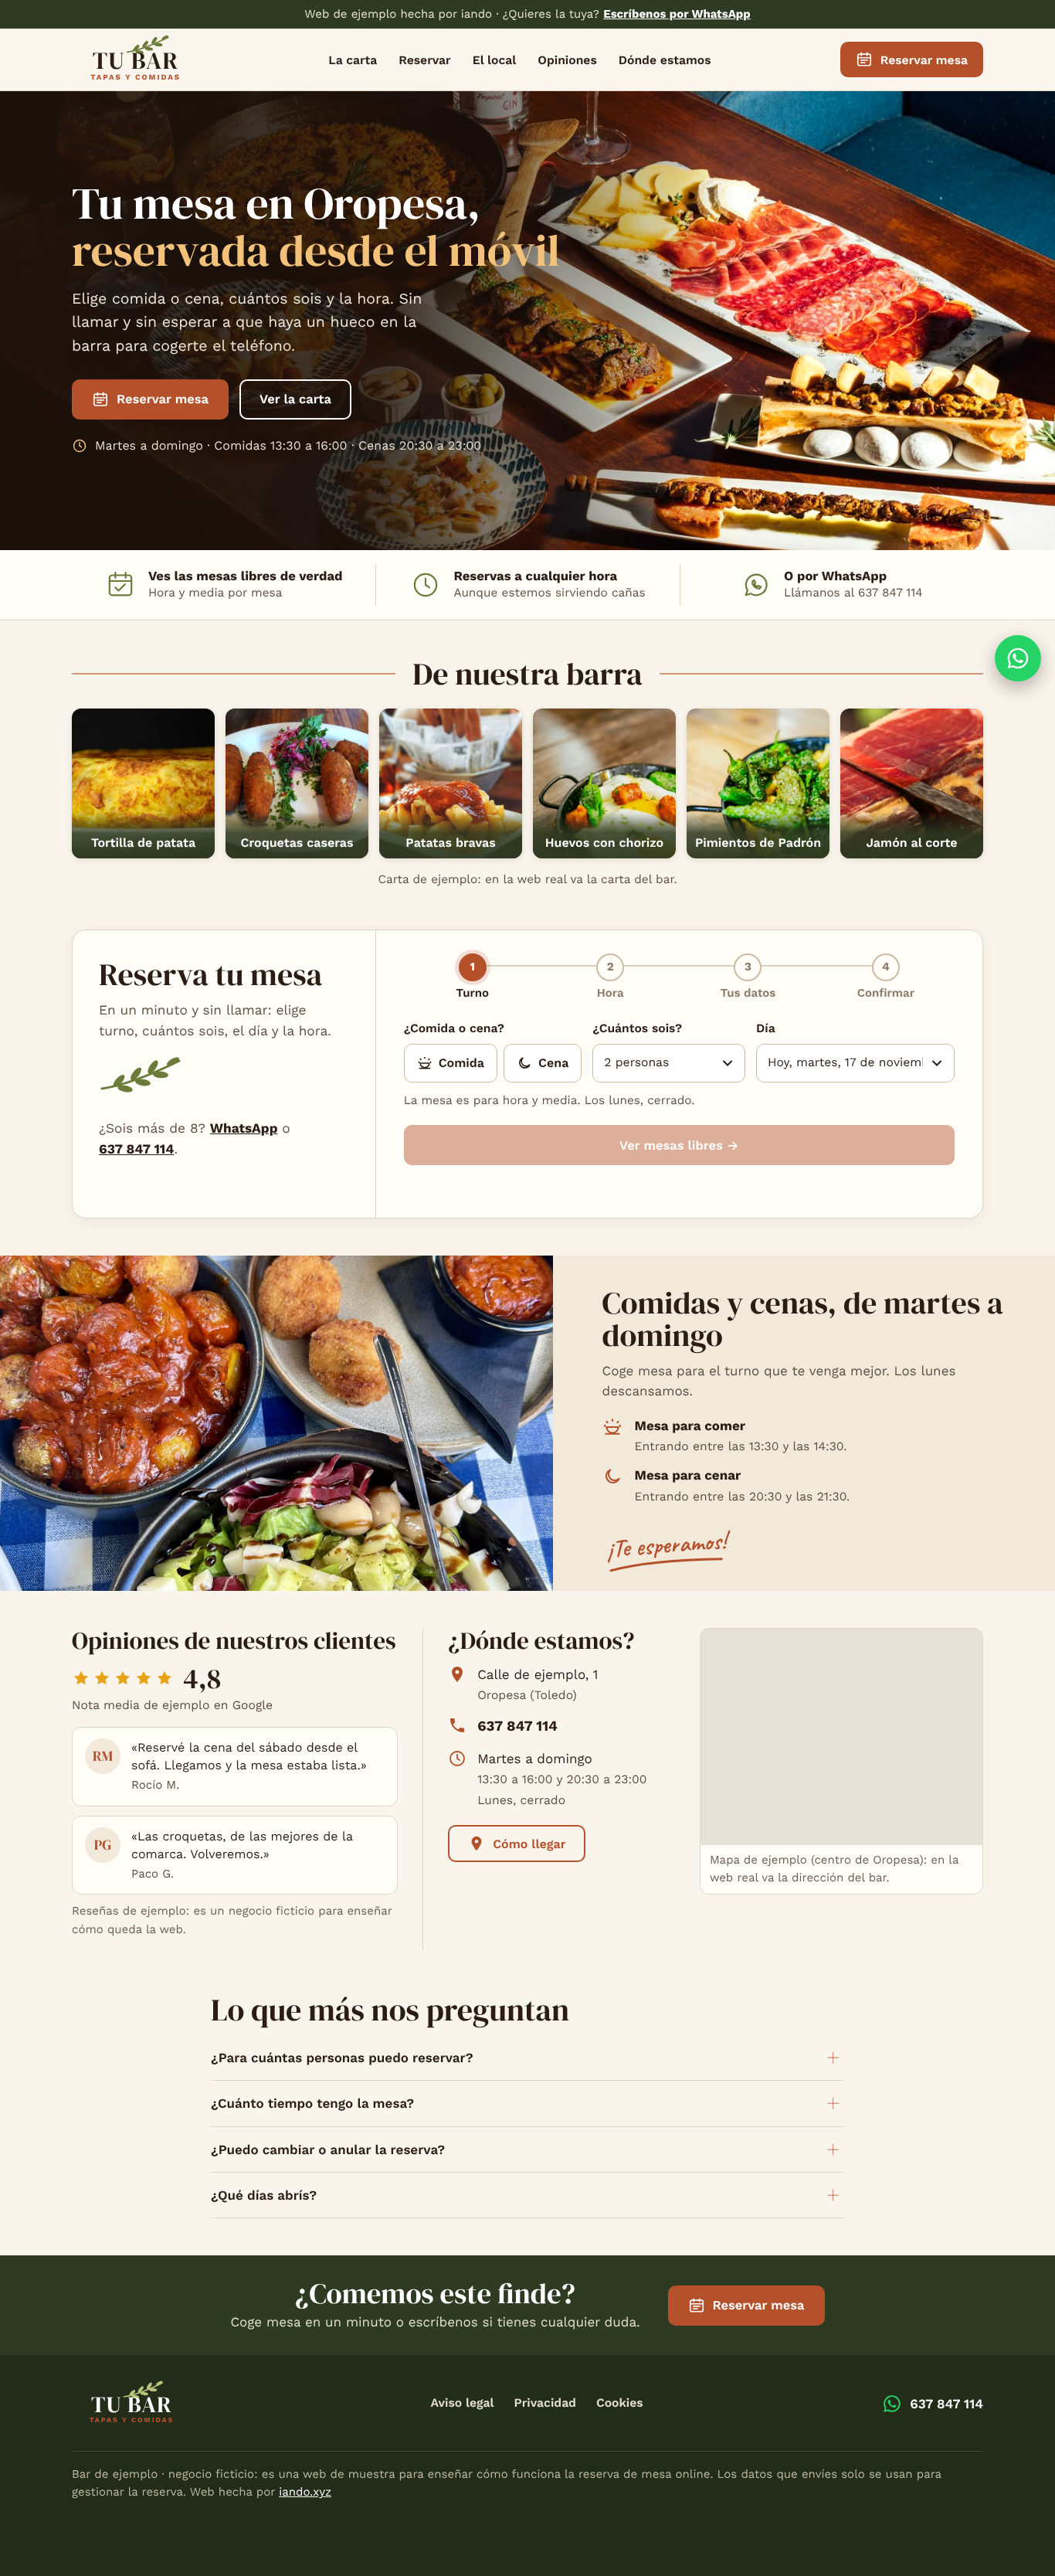 Web de ejemplo hecha por iando · ¿Quieres la tuya? Escríbenos por WhatsApp
TU BAR
TAPAS Y COMIDAS
La carta
Reservar
El local
Opiniones
Dónde estamos
Reservar mesa
GIN
Tu mesa en Oropesa,
reservada desde el móvil
Elige comida o cena, cuántos sois y la hora. Sin
llamar y sin esperar a que haya un hueco en la
barra para cogerte el teléfono.
Reservar mesa
Ver la carta
Martes a domingo · Comidas 13:30 a 16:00 · Cenas 20:30 a 23:00
Ves las mesas libres de verdad
Hora y media por mesa
Reservas a cualquier hora
Aunque estemos sirviendo cañas
O por WhatsApp
Llámanos al 637 847 114
De nuestra barra
Tortilla de patata
Croquetas caseras
Patatas bravas
Huevos con chorizo
Pimientos de Padrón
Jamón al corte
Carta de ejemplo: en la web real va la carta del bar.
Reserva tu mesa
En un minuto y sin llamar: elige
turno, cuántos sois, el día y la hora.
¿Sois más de 8? WhatsApp o
637 847 114.
1
2
3
4
Turno
Hora
Tus datos
Confirmar
¿Comida o cena?
¿Cuántos sois?
Día
Comida
Cena
2 personas
Hoy, martes, 17 de noviem
La mesa es para hora y media. Los lunes, cerrado.
Ver mesas libres →
Comidas y cenas, de martes a
domingo
Coge mesa para el turno que te venga mejor. Los lunes
descansamos.
Mesa para comer
Entrando entre las 13:30 y las 14:30.
Mesa para cenar
Entrando entre las 20:30 y las 21:30.
¡Te esperamos!
Opiniones de nuestros clientes
4,8
Nota media de ejemplo en Google
RM
«Reservé la cena del sábado desde el
sofá. Llegamos y la mesa estaba lista.»
Rocío M.
PG
«Las croquetas, de las mejores de la
comarca. Volveremos.»
Paco G.
Reseñas de ejemplo: es un negocio ficticio para enseñar
cómo queda la web.
¿Dónde estamos?
Calle de ejemplo, 1
Oropesa (Toledo)
637 847 114
Martes a domingo
13:30 a 16:00 y 20:30 a 23:00
Lunes, cerrado
Cómo llegar
Mapa de ejemplo (centro de Oropesa): en la
web real va la dirección del bar.
Lo que más nos preguntan
¿Para cuántas personas puedo reservar?
¿Cuánto tiempo tengo la mesa?
¿Puedo cambiar o anular la reserva?
¿Qué días abrís?
¿Comemos este finde?
Coge mesa en un minuto o escríbenos si tienes cualquier duda.
Reservar mesa
TU BAR
TAPAS Y COMIDAS
Aviso legal
Privacidad
Cookies
637 847 114
Bar de ejemplo · negocio ficticio: es una web de muestra para enseñar cómo funciona la reserva de mesa online. Los datos que envíes solo se usan para
gestionar la reserva. Web hecha por iando.xyz